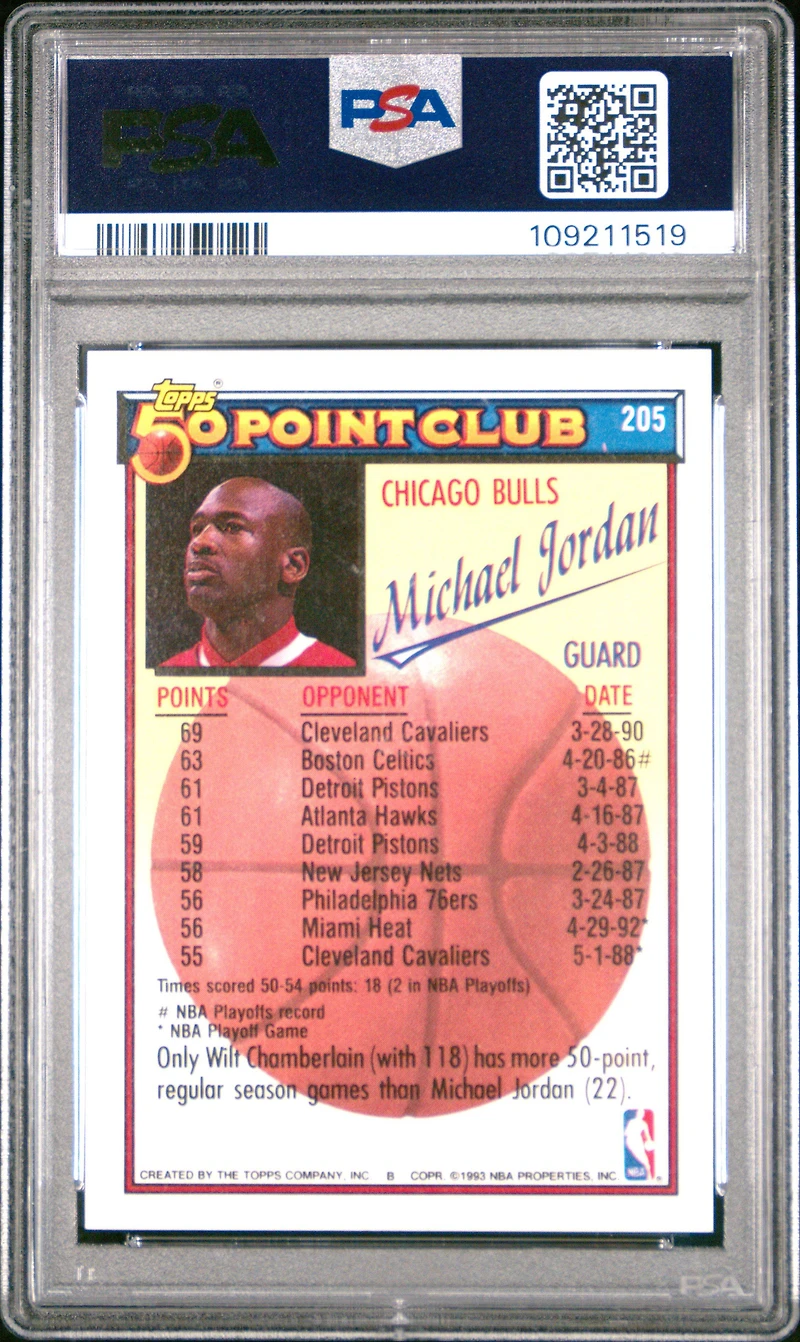 PSA
PSA
109211519
Topps®
50 POINT CLUB 205
CHICAGO BULLS
Michael Jordan
GUARD
POINTS OPPONENT DATE
69 Cleveland Cavaliers 3-28-90
63 Boston Celtics 4-20-86#
61 Detroit Pistons 3-4-87
61 Atlanta Hawks 4-16-87
59 Detroit Pistons 4-3-88
58 New Jersey Nets 2-26-87
56 Philadelphia 76ers 3-24-87
56 Miami Heat 4-29-92*
55 Cleveland Cavaliers 5-1-88*
Times scored 50-54 points: 18 (2 in NBA Playoffs)
# NBA Playoffs record
* NBA Playoff Game
Only Wilt Chamberlain (with 118) has more 50-point,
regular season games than Michael Jordan (22).
NBA
CREATED BY THE TOPPS COMPANY, INC B COPR. ©1993 NBA PROPERTIES, INC.
PSA